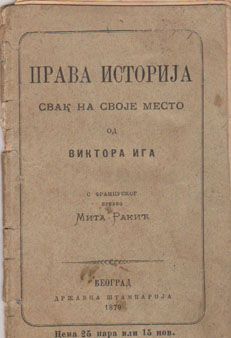 ПРАВА ИСТОРИЈА
СВАК НА СВОЈЕ МЕСТО
ОД
ВИКТОРА ИГА
С ФРАНЦУСКОГ
ПРЕВЕО
МИТА РАКИЋ
БЕОГРАД
ДРЖАВНА ШТАМПАРИЈА
1879
Цена 25 пара или 15 нов.